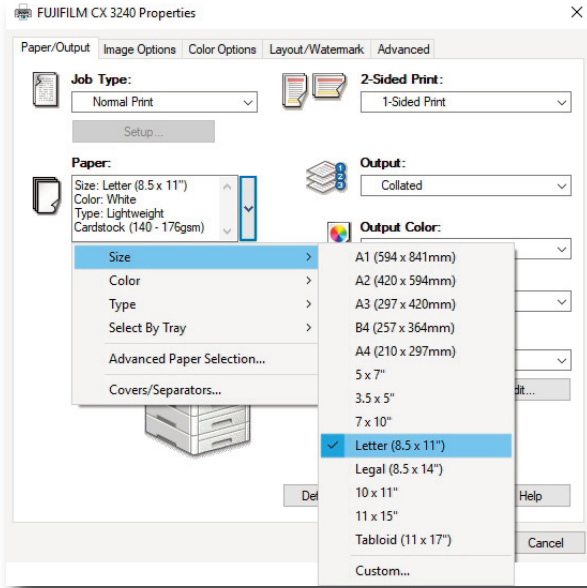 FUJIFILM CX 3240 Properties
Paper/Output Image Options Color Options Layout/Watermark Advanced
Job Type:
Normal Print
Setup...
2-Sided Print:
1-Sided Print
Paper:
Size: Letter (8.5 x 11")
Color: White
Type: Lightweight
Cardstock (140 - 176gsm)
Output:
1
2
3
Collated
Output Color:
Size
Color
Type
Select By Tray
Advanced Paper Selection...
Covers/Separators...
A1 (594 x 841mm)
A2 (420 x 594mm)
A3 (297 x 420mm)
B4 (257 x 364mm)
A4 (210 x 297mm)
5 x 7"
3.5 x 5"
7 x 10"
Letter (8.5 x 11")
Legal (8.5 x 14")
10 x 11"
11 x 15"
Tabloid (11 x 17")
Custom...
Help
Cancel